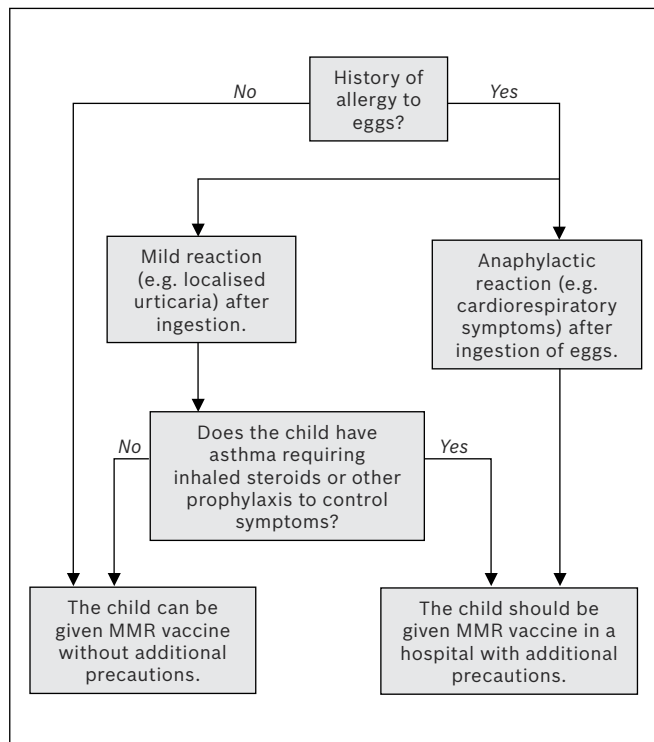 History of
allergy to
eggs?
No
Yes
Mild reaction
(e.g. localised
urticaria) after
ingestion.
Anaphylactic
reaction (e.g.
cardiorespiratory
symptoms) after
ingestion of eggs.
No
Does the child have
asthma requiring
inhaled steroids or other
prophylaxis to control
symptoms?
Yes
The child can be
given MMR vaccine
without additional
precautions.
The child should be
given MMR vaccine in a
hospital with additional
precautions.